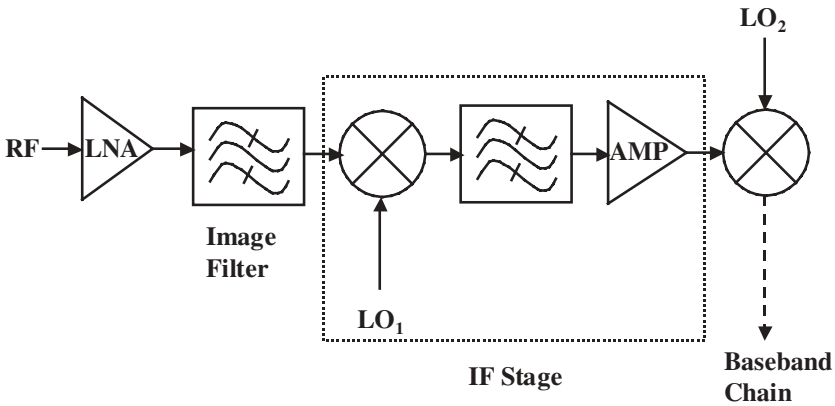 LO₂
RF
LNA
AMP
Image
Filter
LO₁
IF Stage
Baseband
Chain